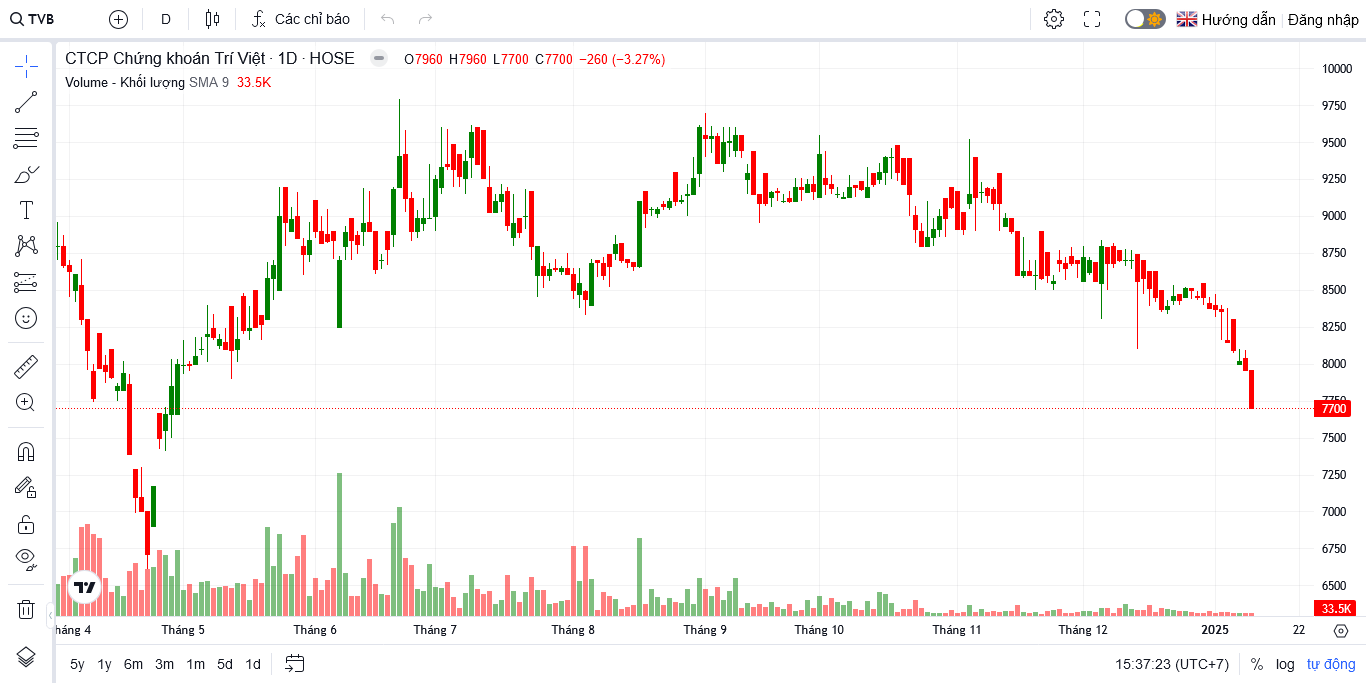 TVB D Các chỉ báo Hướng dẫn Đăng nhập
CTCP Chứng khoán Trí Việt · 1D · HOSE O7960 H7960 L7700 C7700 −260 (−3.27%)
Volume - Khối lượng SMA 9 33.5K
10000
9750
9500
9250
9000
8750
8500
8250
8000
7750
7700
7500
7250
7000
6750
6500
33.5K
háng 4 Tháng 5 Tháng 6 Tháng 7 Tháng 8 Tháng 9 Tháng 10 Tháng 11 Tháng 12 2025 22
5y 1y 6m 3m 1m 5d 1d 15:37:23 (UTC+7) % log tự động